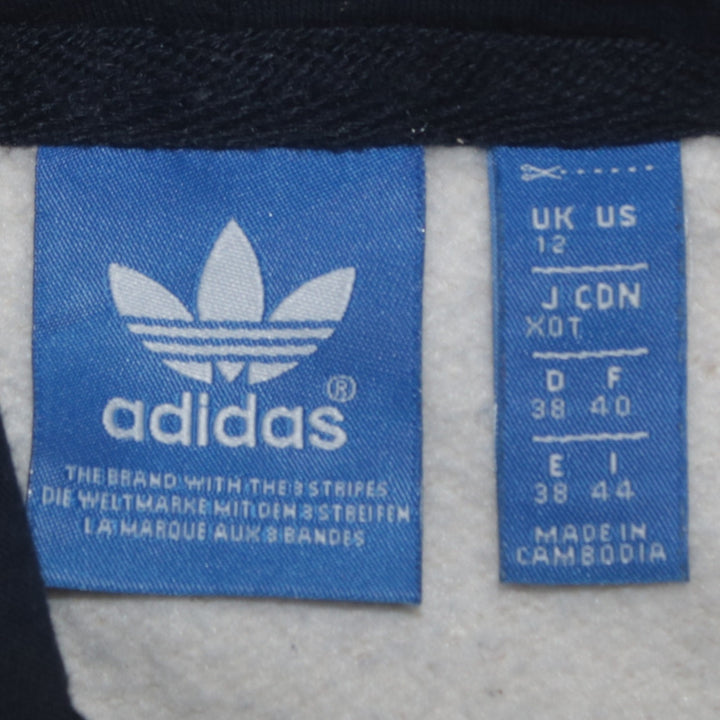 adidas®
THE BRAND WITH THE 3 STRIPES
DIE WELTMARKE MIT DEN 3 STREIFEN
LA MARQUE AUX 3 BANDES
UK US
12
J CDN
XOT
D F
38 40
E I
38 44
MADE IN
CAMBODIA